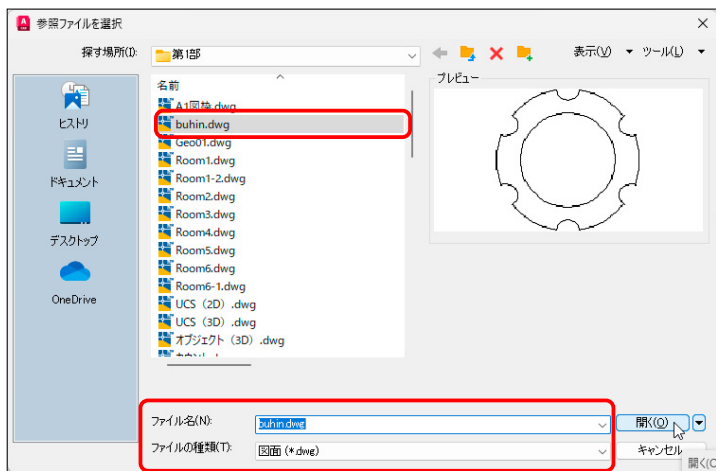 参照ファイルを選択
探す場所(I):
第1部
表示(V)
ツール(L)
ヒストリ
ドキュメント
デスクトップ
OneDrive
名前
A1図枠.dwg
buhin.dwg
Geo01.dwg
Room1.dwg
Room1-2.dwg
Room2.dwg
Room3.dwg
Room4.dwg
Room5.dwg
Room6.dwg
Room6-1.dwg
UCS（2D）.dwg
UCS（3D）.dwg
オブジェクト（3D）.dwg
プレビュー
ファイル名(N):
buhin.dwg
開く(O)
ファイルの種類(T):
図面 (*.dwg)
キャンセル
開く(O